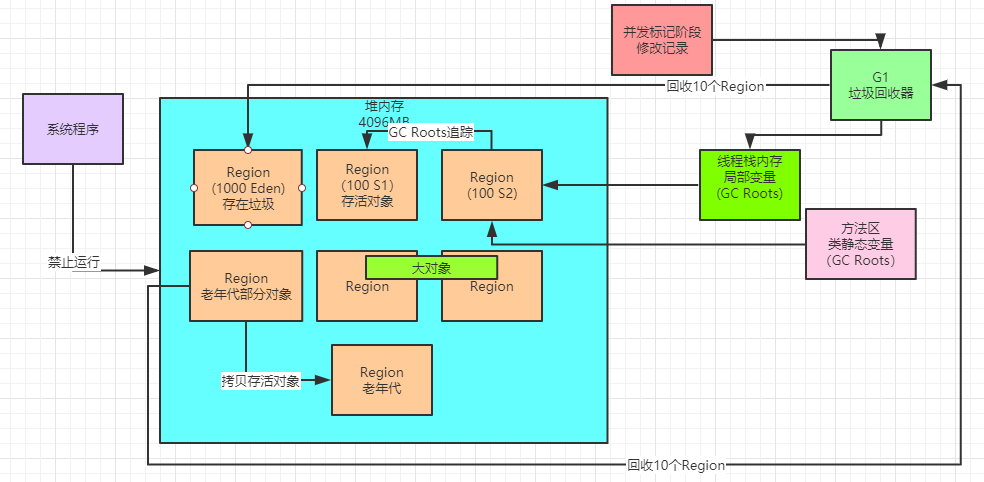 并发标记阶段
修改记录
G1
垃圾回收器
回收10个Region
系统程序
堆内存
4096MB
GC Roots追踪
Region
(1000 Eden)
存在垃圾
Region
(100 S1)
存活对象
Region
(100 S2)
线程栈内存
局部变量
(GC Roots)
方法区
类静态变量
（GC Roots）
禁止运行
Region
老年代部分对象
大对象
Region
Region
拷贝存活对象
Region
老年代
回收10个Region